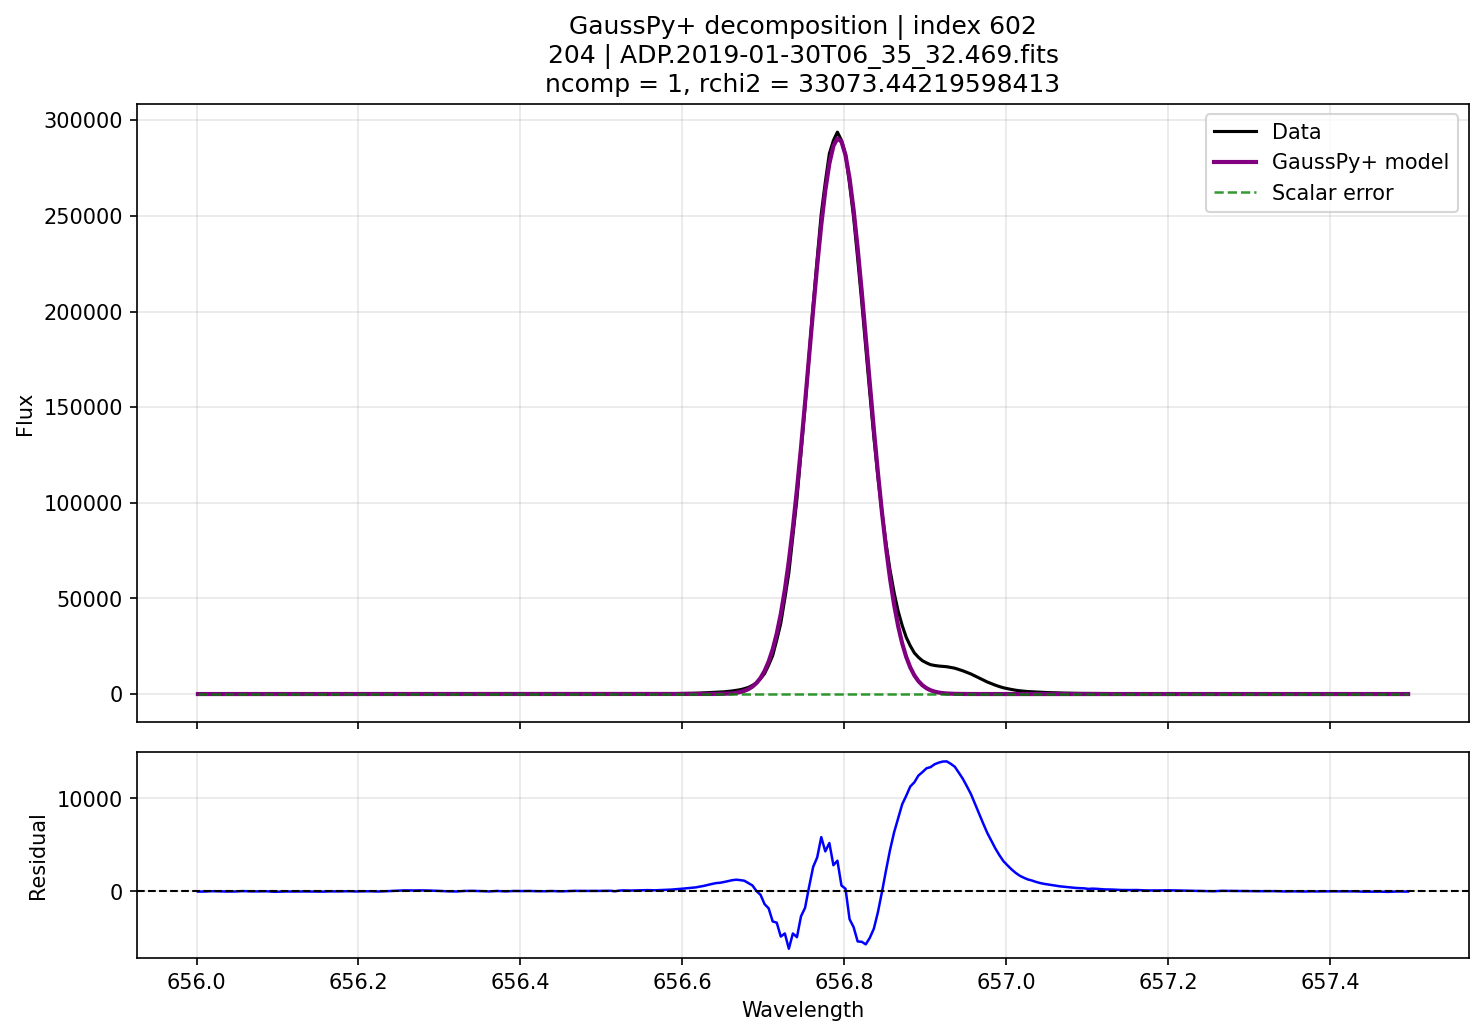 GaussPy+ decomposition | index 602
204 | ADP.2019-01-30T06_35_32.469.fits
ncomp = 1, rchi2 = 33073.44219598413
300000
250000
200000
150000
100000
50000
0
Flux
Data
GaussPy+ model
Scalar error
10000
0
Residual
656.0
656.2
656.4
656.6
656.8
657.0
657.2
657.4
Wavelength